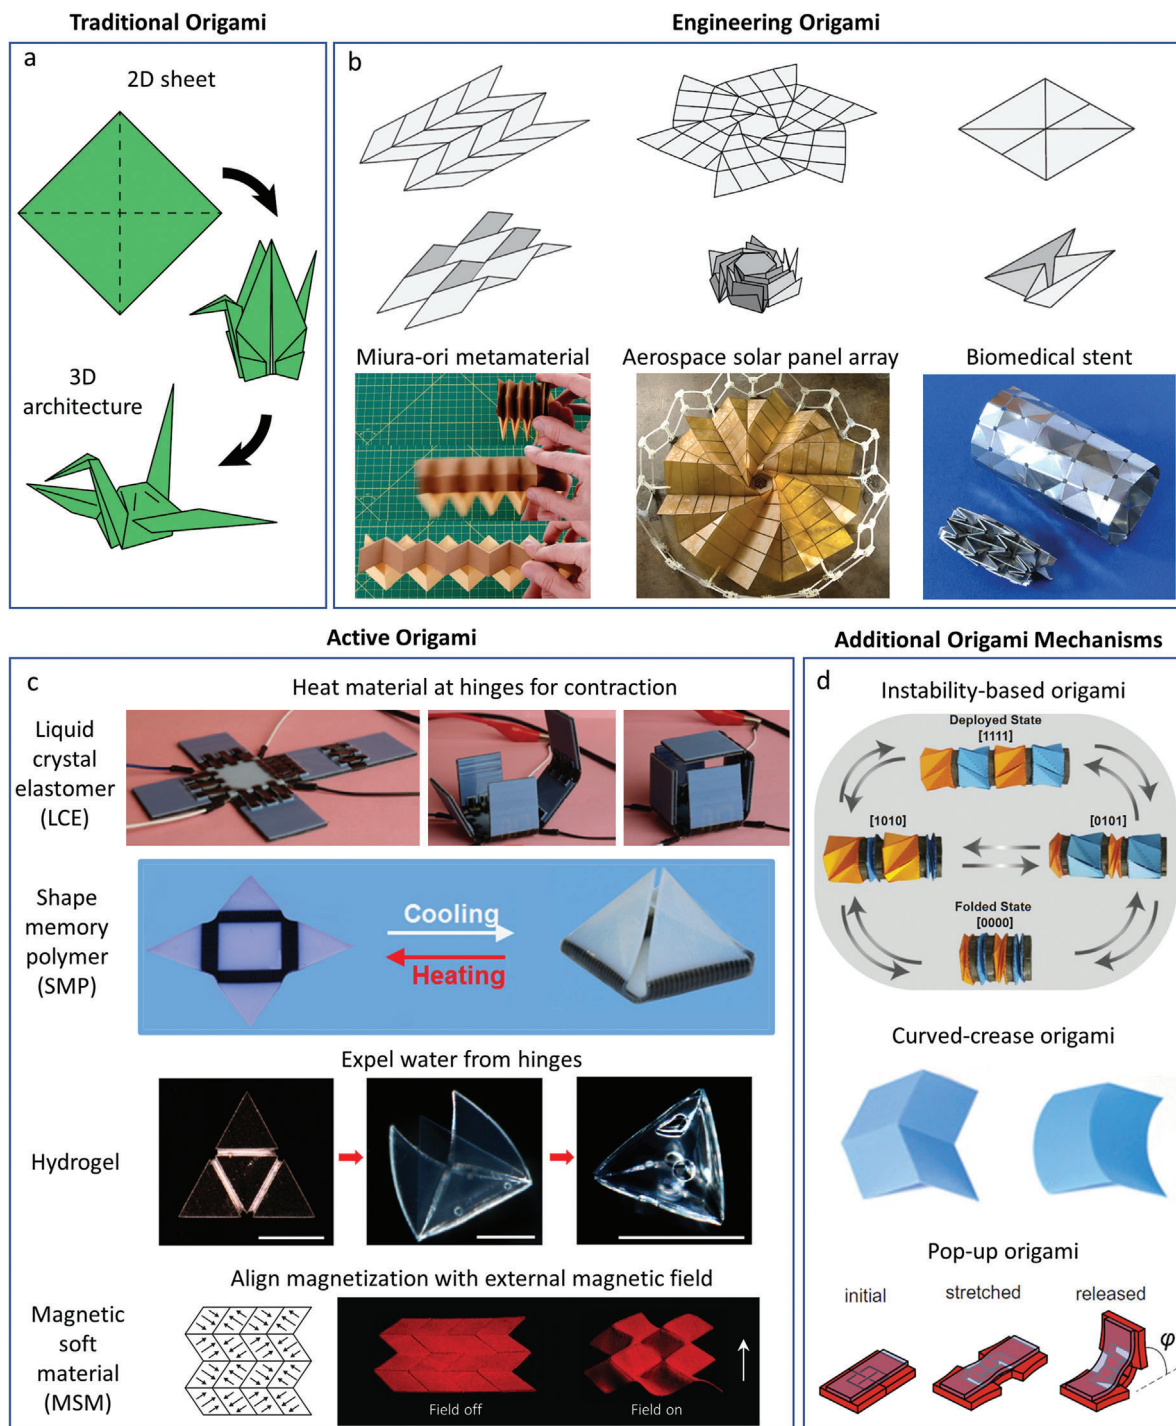 Traditional Origami
Engineering Origami
a
2D sheet
3D
architecture
b
Miura-ori metamaterial
Aerospace solar panel array
Biomedical stent
Active Origami
Additional Origami Mechanisms
c
Heat material at hinges for contraction
Liquid
crystal
elastomer
(LCE)
Shape
memory
polymer
(SMP)
Cooling
Heating
Expel water from hinges
Hydrogel
Align magnetization with external magnetic field
Magnetic
soft
material
(MSM)
Field off
Field on
d
Instability-based origami
Deployed State
[1111]
[1010]
[0101]
Folded State
[0000]
Curved-crease origami
Pop-up origami
initial
stretched
released
φ